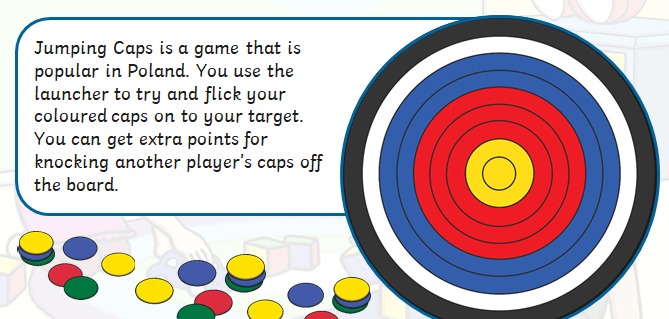 Jumping Caps is a game that is
popular in Poland. You use the
launcher to try and flick your
coloured caps on to your target.
You can get extra points for
knocking another player's caps off
the board.